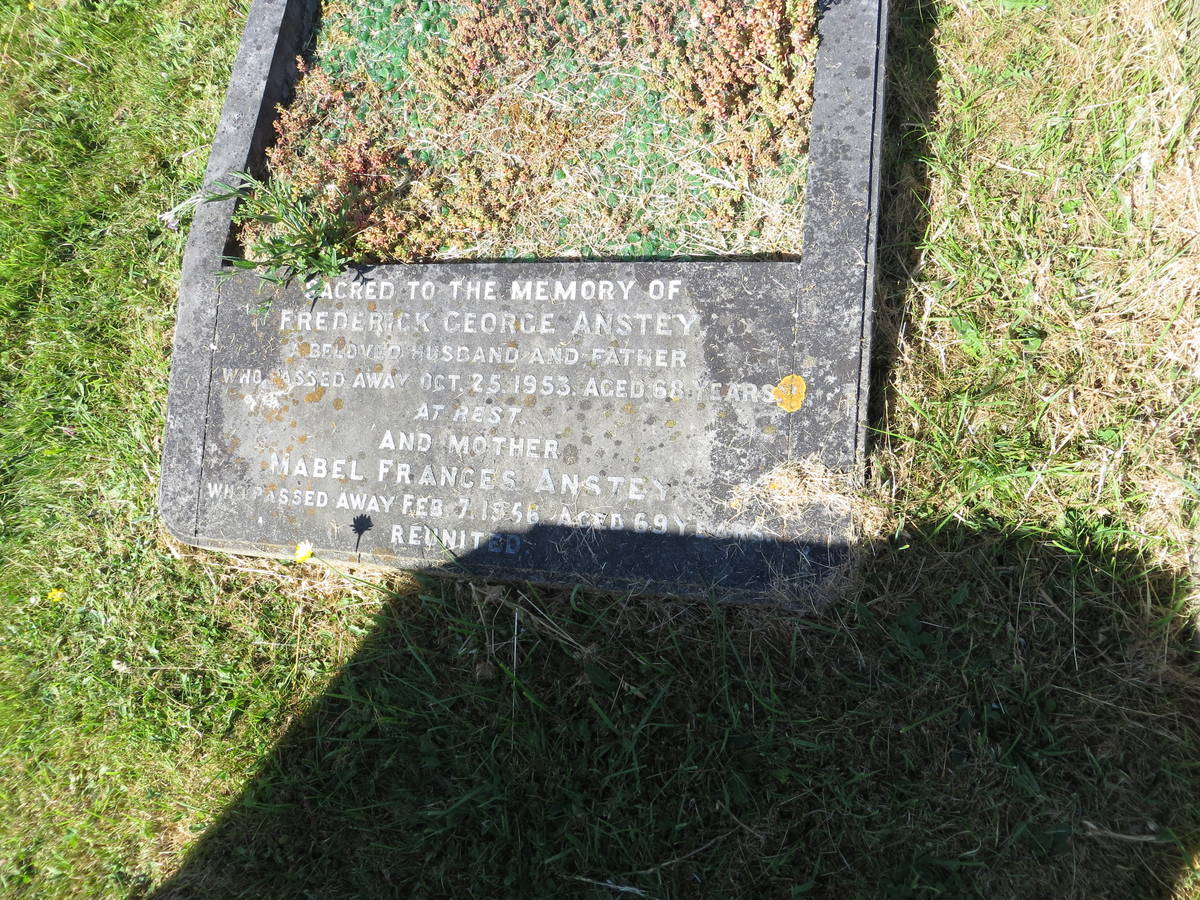 SACRED TO THE MEMORY OF
FREDERICK GEORGE ANSTEY,
A BELOVED HUSBAND AND FATHER
WHO PASSED AWAY OCT. 25. 1953. AGED 68 YEARS
AT REST
AND MOTHER
MABEL FRANCES ANSTEY,
WHO PASSED AWAY FEB. 7. AGED 69 YEARS
REUNITED